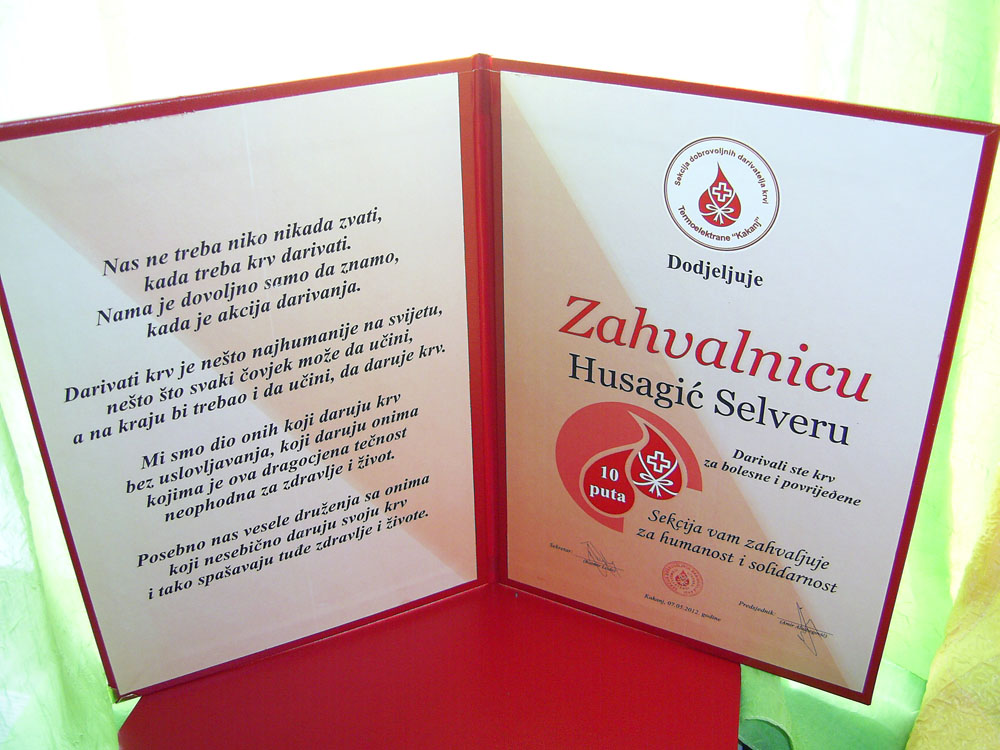 Nas ne treba niko nikada zvati,
kada treba krv darivati.
Nama je dovoljno samo da znamo,
kada je akcija darivanja.
Darivati krv je nešto najhumanije na svijetu,
nešto što svaki čovjek može da učini,
a na kraju bi trebao i da učini, da daruje krv.
Mi smo dio onih koji daruju krv
bez uslovljavanja, koji daruju onima
kojima je ova dragocjena tečnost
neophodna za zdravlje i život.
Posebno nas vesele druženja sa onima
koji nesebično daruju svoju krv
i tako spašavaju tuđe zdravlje i živote.
Sekcija dobrovoljnih darivatelja krvi
Termoelektrane "Kakanj"
Dodjeljuje
Zahvalnicu
Husagić Selveru
Darivali ste krv
za bolesne i povrijeđene
10
puta
Sekcija vam zahvaljuje
za humanost i solidarnost
Sekretar:
Predsjednik:
Kakanj, 07.05.2012. godine